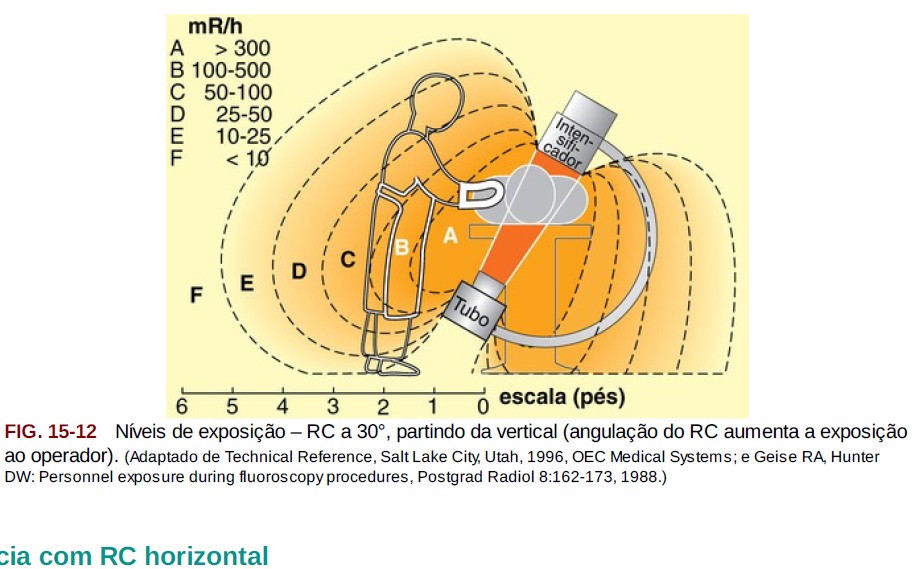 mR/h
A > 300
B 100-500
C 50-100
D 25-50
E 10-25
F < 10
Inten-
sifi-
cador
A
B
C
D
E
F
Tubo
6 5 4 3 2 1 0 escala (pés)
FIG. 15-12 Níveis de exposição – RC a 30°, partindo da vertical (angulação do RC aumenta a exposição
ao operador). (Adaptado de Technical Reference, Salt Lake City, Utah, 1996, OEC Medical Systems; e Geise RA, Hunter
DW: Personnel exposure during fluoroscopy procedures, Postgrad Radiol 8:162-173, 1988.)
cia com RC horizontal